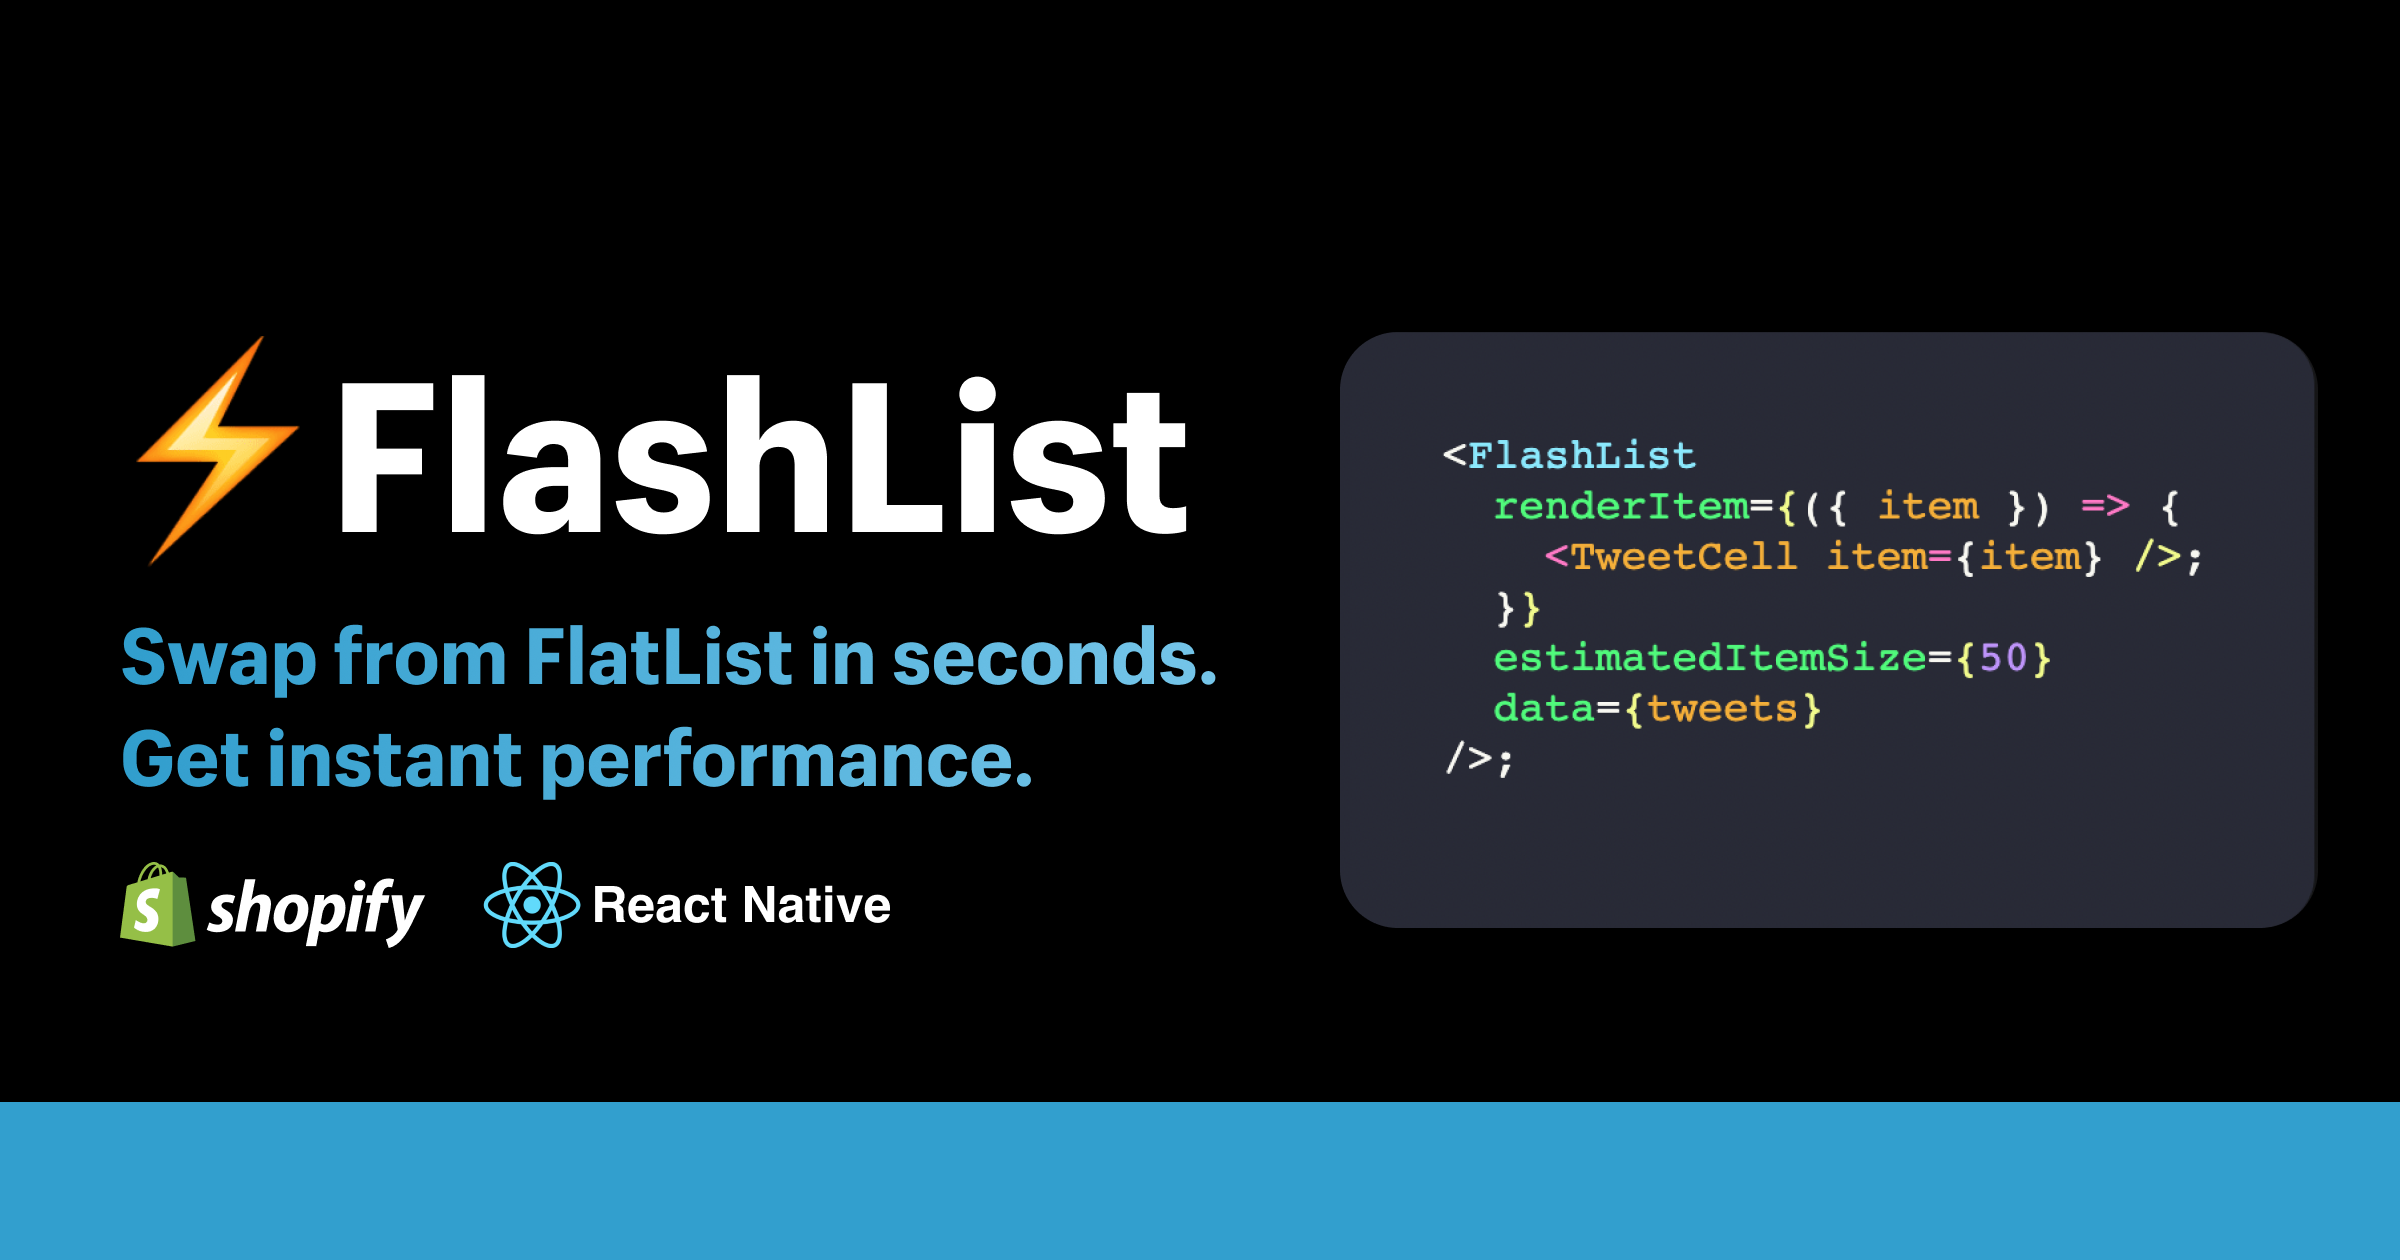 FlashList
Swap from FlatList in seconds.
Get instant performance.
shopify
React Native
<FlashList
  renderItem={({ item }) => {
    <TweetCell item={item} />;
  }}
  estimatedItemSize={50}
  data={tweets}
/>;